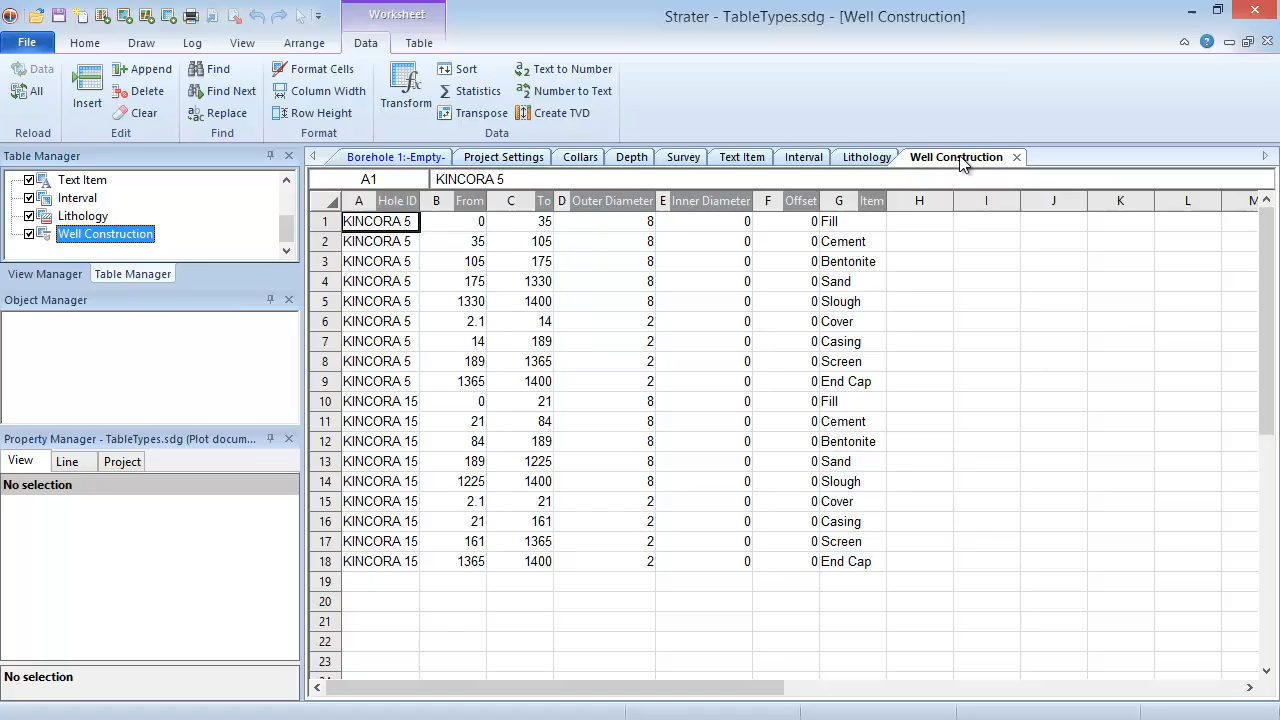 Worksheet
Strater - TableTypes.sdg - [Well Construction]
File Home Draw Log View Arrange Data Table
Data
All
Reload
Insert
Append
Delete
Clear
Edit
Find
Find Next
Replace
Find
Format Cells
Column Width
Row Height
Format
Transform
Sort
Statistics
Transpose
Text to Number
Number to Text
Create TVD
Data
Table Manager
Text Item
Interval
Lithology
Well Construction
View Manager Table Manager
Object Manager
Property Manager - TableTypes.sdg (Plot docum...
View Line Project
No selection
No selection
Borehole 1:-Empty- Project Settings Collars Depth Survey Text Item Interval Lithology Well Construction
A1 KINCORA 5
A Hole ID B From C To D Outer Diameter E Inner Diameter F Offset G Item H I J K L M
1 KINCORA 5 0 35 8 0 0 Fill
2 KINCORA 5 35 105 8 0 0 Cement
3 KINCORA 5 105 175 8 0 0 Bentonite
4 KINCORA 5 175 1330 8 0 0 Sand
5 KINCORA 5 1330 1400 8 0 0 Slough
6 KINCORA 5 2.1 14 2 0 0 Cover
7 KINCORA 5 14 189 2 0 0 Casing
8 KINCORA 5 189 1365 2 0 0 Screen
9 KINCORA 5 1365 1400 2 0 0 End Cap
10 KINCORA 15 0 21 8 0 0 Fill
11 KINCORA 15 21 84 8 0 0 Cement
12 KINCORA 15 84 189 8 0 0 Bentonite
13 KINCORA 15 189 1225 8 0 0 Sand
14 KINCORA 15 1225 1400 8 0 0 Slough
15 KINCORA 15 2.1 21 2 0 0 Cover
16 KINCORA 15 21 161 2 0 0 Casing
17 KINCORA 15 161 1365 2 0 0 Screen
18 KINCORA 15 1365 1400 2 0 0 End Cap
19
20
21
22
23